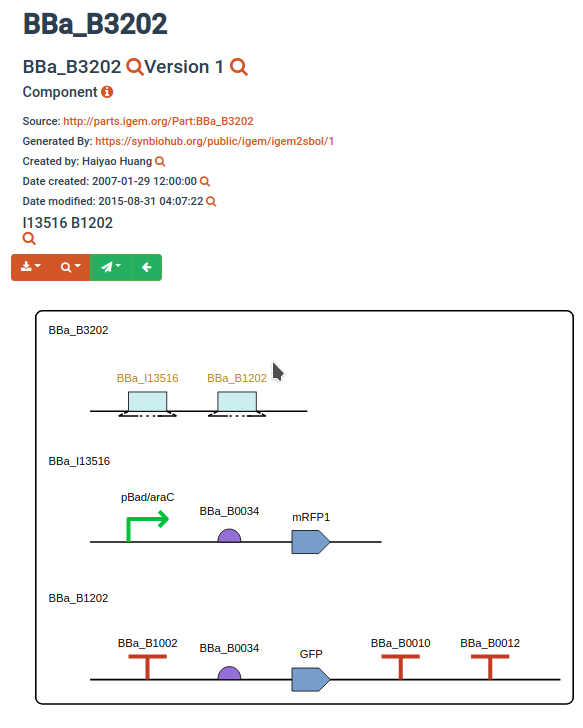 BBa_B3202
BBa_B3202 Version 1
Component
Source: http://parts.igem.org/Part:BBa_B3202
Generated By: https://synbiohub.org/public/igem/igem2sbol/1
Created by: Haiyao Huang
Date created: 2007-01-29 12:00:00
Date modified: 2015-08-31 04:07:22
I13516 B1202
BBa_B3202
BBa_I13516 BBa_B1202
BBa_I13516
pBad/araC BBa_B0034 mRFP1
BBa_B1202
BBa_B1002 BBa_B0034 GFP BBa_B0010 BBa_B0012